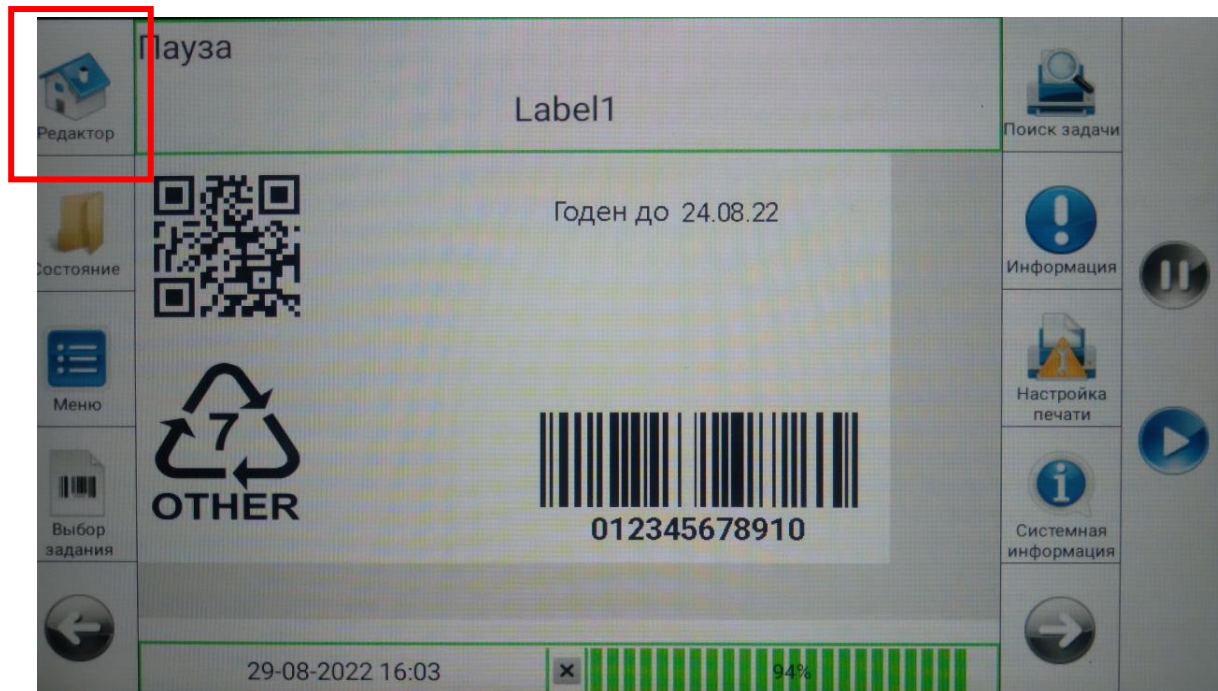 Пауза
Label1
Редактор
Поиск задачи
Годен до 24.08.22
Состояние
Информация
Меню
Настройка
печати
7
OTHER
012345678910
Выбор
задания
Системная
информация
29-08-2022 16:03
94%